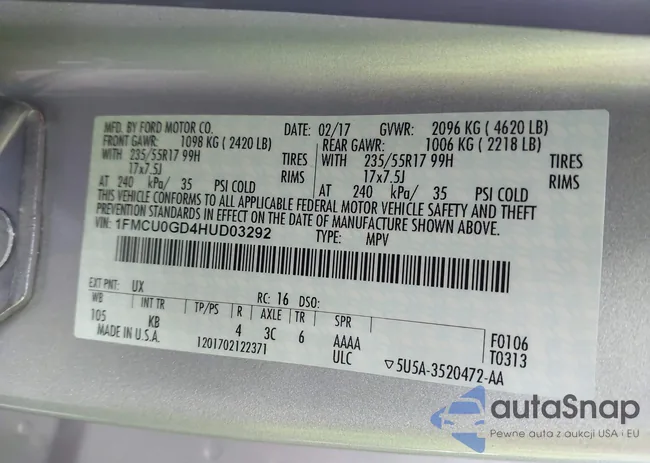 MFD. BY FORD MOTOR CO. DATE: 02/17 GVWR: 2096 KG ( 4620 LB)
FRONT GAWR: 1098 KG ( 2420 LB) REAR GAWR: 1006 KG ( 2218 LB)
WITH 235/55R17 99H TIRES WITH 235/55R17 99H TIRES
17x7.5J RIMS 17x7.5J RIMS
AT 240 kPa/ 35 PSI COLD AT 240 kPa/ 35 PSI COLD
THIS VEHICLE CONFORMS TO ALL APPLICABLE FEDERAL MOTOR VEHICLE SAFETY AND THEFT
PREVENTION STANDARDS IN EFFECT ON THE DATE OF MANUFACTURE SHOWN ABOVE.
VIN: 1FMCU0GD4HUD03292 TYPE: MPV
EXT PNT: UX RC: 16 DSO:
WB INT TR TP/PS R AXLE TR SPR
105 KB 4 3C 6 AAAA F0106
MADE IN U.S.A. 1201702122371 ULC ▽5U5A-3520472-AA T0313
autaSnap
Pewne auta z aukcji USA i EU